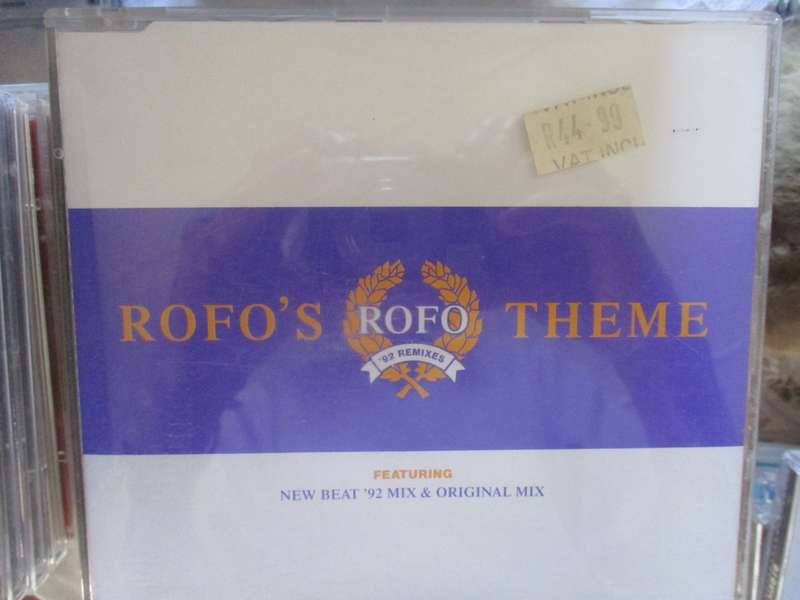 R44.99
VAT INCL
ROFO'S ROFO THEME
'92 REMIXES
FEATURING
NEW BEAT '92 MIX & ORIGINAL MIX